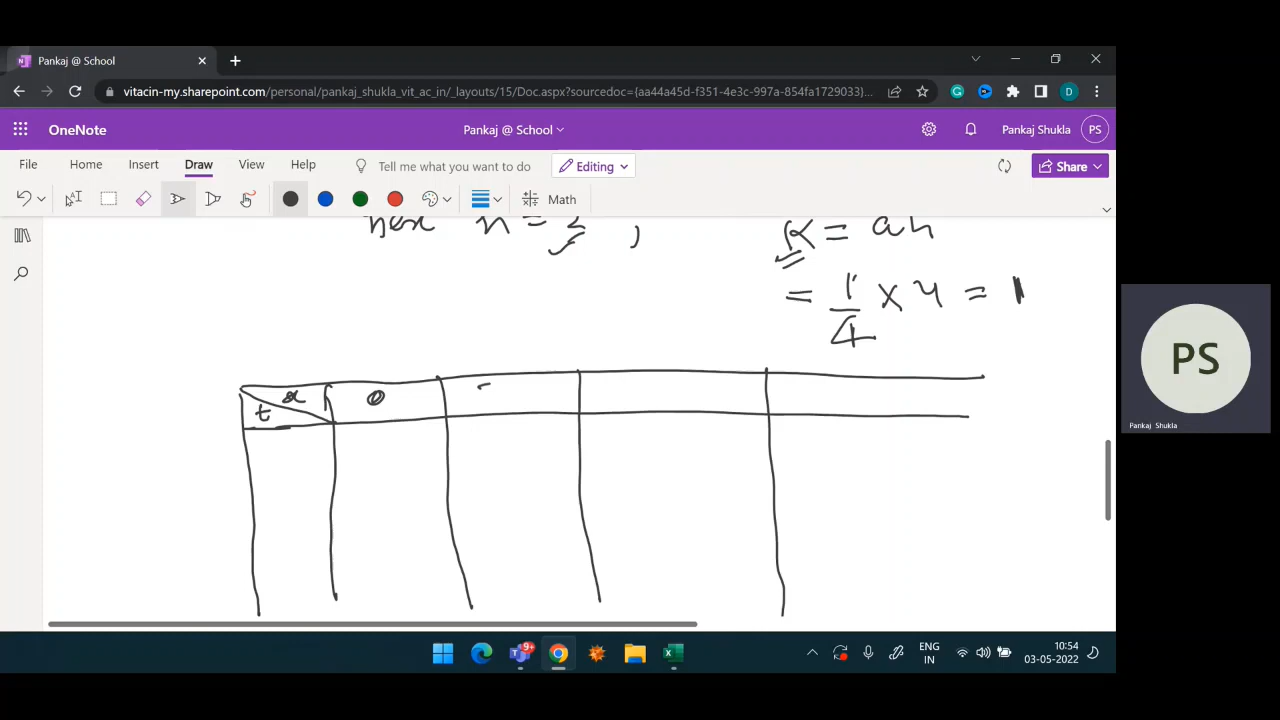 Pankaj @ School
vitacin-my.sharepoint.com/personal/pankaj_shukla_vit_ac_in/_layouts/15/Doc.aspx?sourcedoc={aa44a45d-f351-4e3c-997a-854fa1729033}...
D
OneNote
Pankaj @ School
Pankaj Shukla
PS
File Home Insert Draw View Help Tell me what you want to do Editing Share
Math
n =
= ah
= 1/4 × 4 = 1
x
t
0
PS
Pankaj Shukla
9+
ENG
IN
10:54
03-05-2022